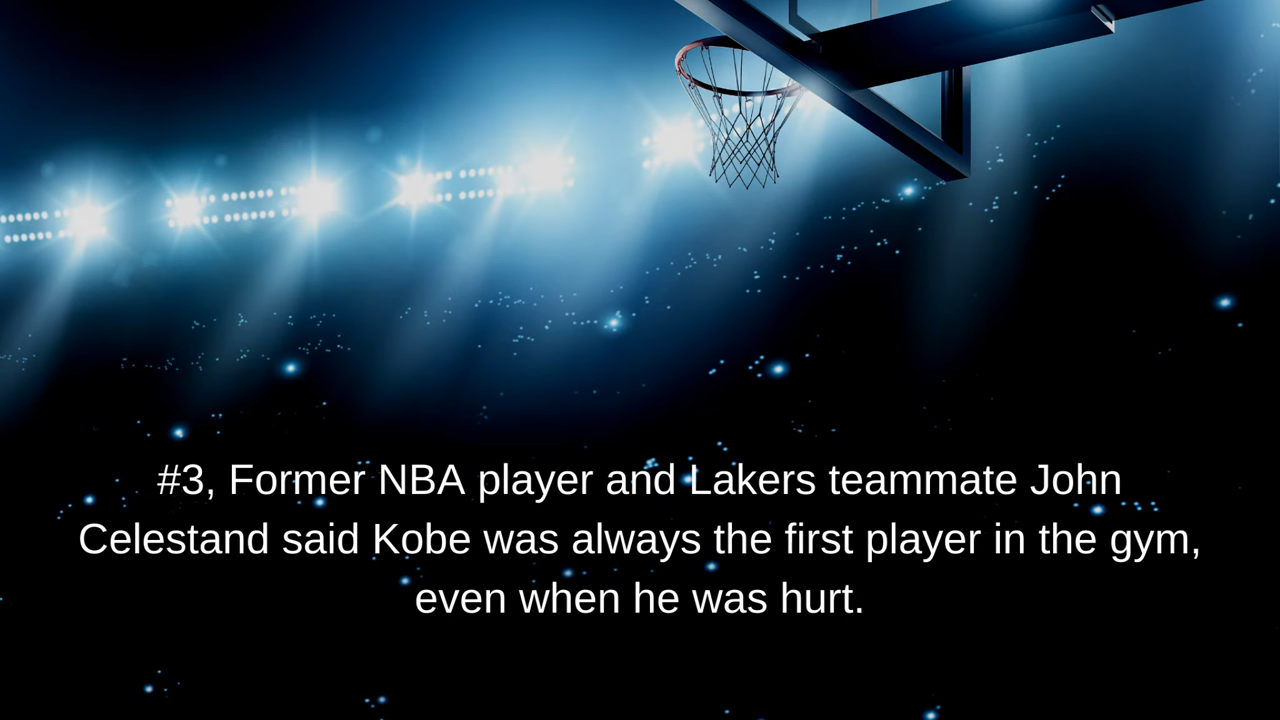 #3, Former NBA player and Lakers teammate John
Celestand said Kobe was always the first player in the gym,
even when he was hurt.